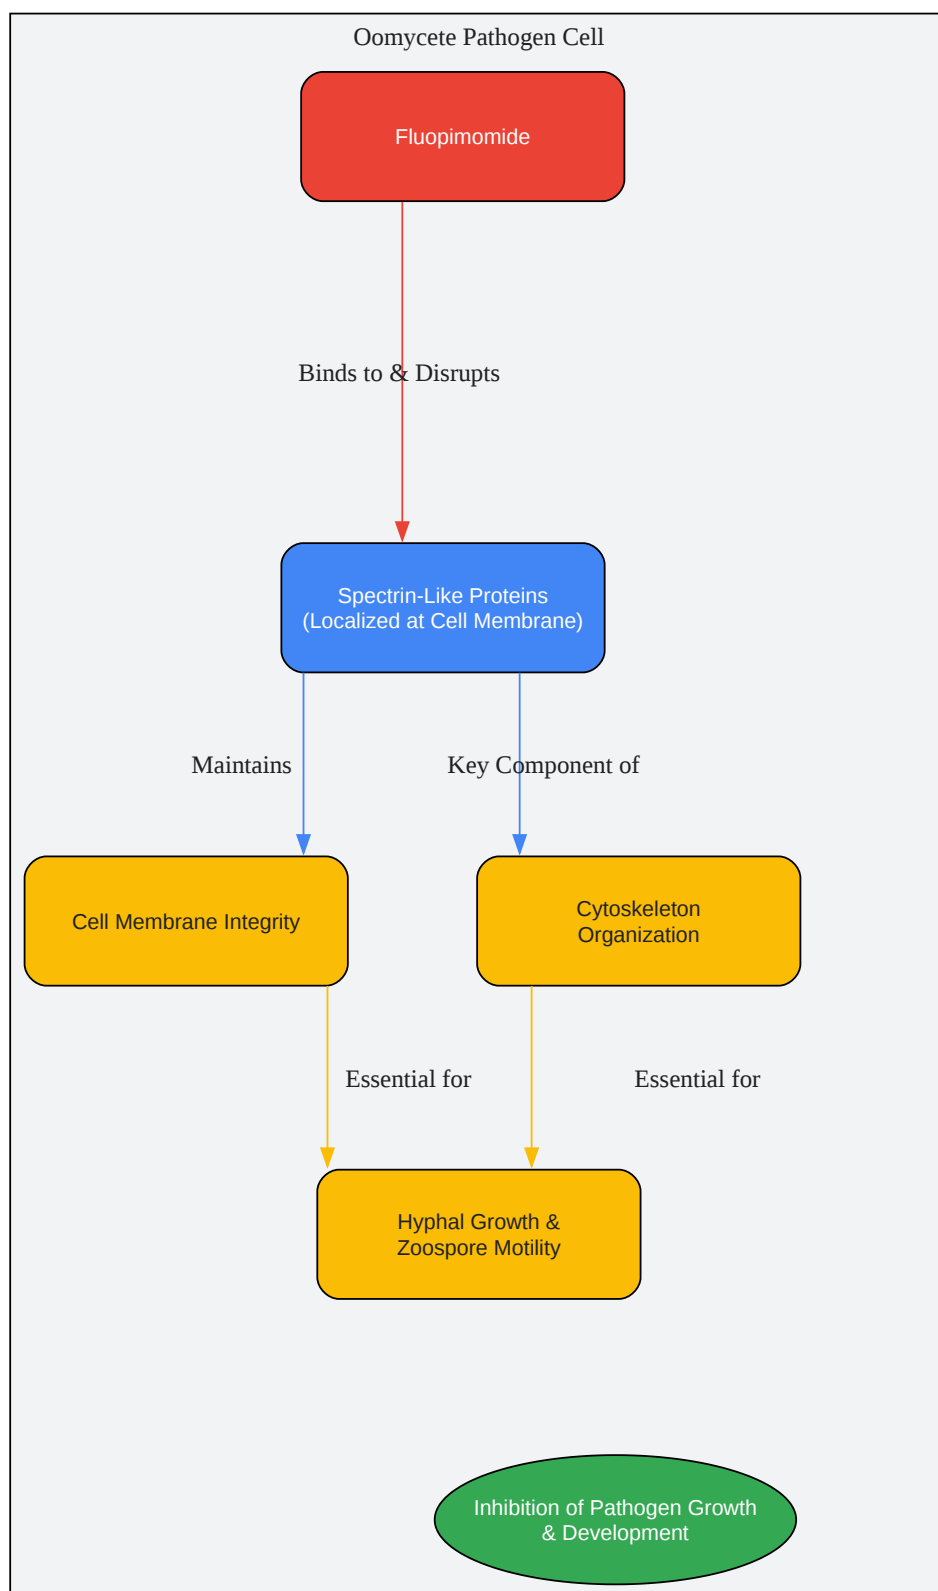 Oomycete Pathogen Cell
Fluopimomide
Binds to & Disrupts
Spectrin-Like Proteins
(Localized at Cell Membrane)
Maintains
Key Component of
Cell Membrane Integrity
Cytoskeleton
Organization
Essential for
Essential for
Hyphal Growth &
Zoospore Motility
Inhibition of Pathogen Growth
& Development